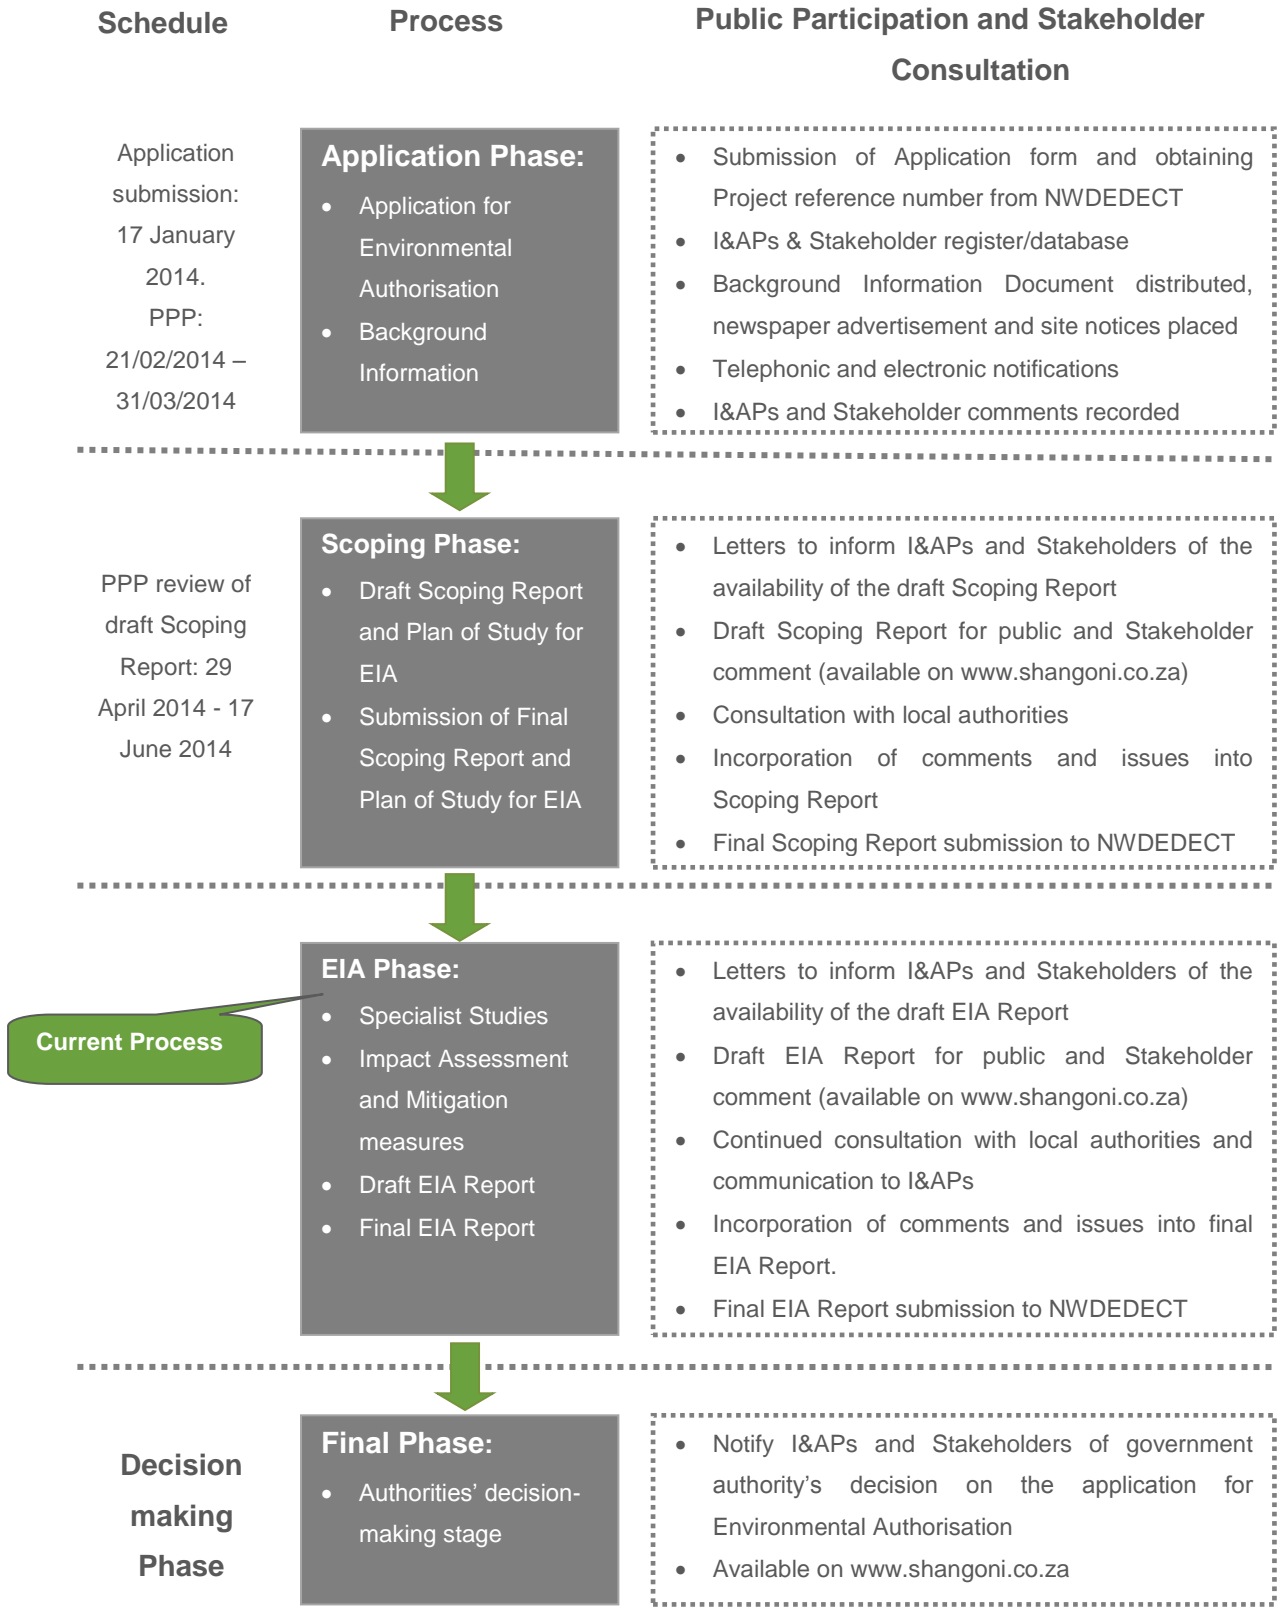 Schedule
Process
Public Participation and Stakeholder
Consultation
Application
submission:
17 January
2014.
PPP:
21/02/2014 –
31/03/2014
Application Phase:
• Application for
Environmental
Authorisation
• Background
Information
• Submission of Application form and obtaining
Project reference number from NWDEDECT
• I&APs & Stakeholder register/database
• Background Information Document distributed,
newspaper advertisement and site notices placed
• Telephonic and electronic notifications
• I&APs and Stakeholder comments recorded
PPP review of
draft Scoping
Report: 29
April 2014 - 17
June 2014
Scoping Phase:
• Draft Scoping Report
and Plan of Study for
EIA
• Submission of Final
Scoping Report and
Plan of Study for EIA
• Letters to inform I&APs and Stakeholders of the
availability of the draft Scoping Report
• Draft Scoping Report for public and Stakeholder
comment (available on www.shangoni.co.za)
• Consultation with local authorities
• Incorporation of comments and issues into
Scoping Report
• Final Scoping Report submission to NWDEDECT
Current Process
EIA Phase:
• Specialist Studies
• Impact Assessment
and Mitigation
measures
• Draft EIA Report
• Final EIA Report
• Letters to inform I&APs and Stakeholders of the
availability of the draft EIA Report
• Draft EIA Report for public and Stakeholder
comment (available on www.shangoni.co.za)
• Continued consultation with local authorities and
communication to I&APs
• Incorporation of comments and issues into final
EIA Report.
• Final EIA Report submission to NWDEDECT
Decision
making
Phase
Final Phase:
• Authorities’ decision-
making stage
• Notify I&APs and Stakeholders of government
authority’s decision on the application for
Environmental Authorisation
• Available on www.shangoni.co.za